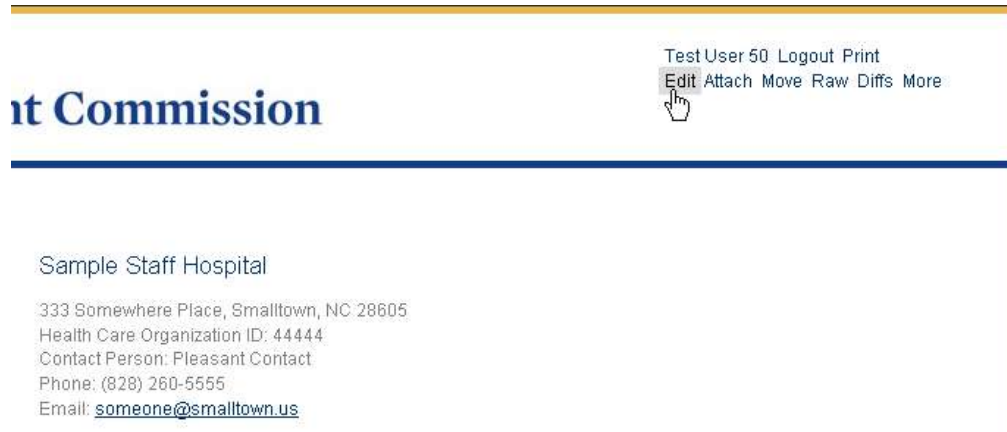 Test User 50 Logout Print
Edit Attach Move Raw Diffs More
nt Commission
Sample Staff Hospital
333 Somewhere Place, Smalltown, NC 28605
Health Care Organization ID: 44444
Contact Person: Pleasant Contact
Phone: (828) 260-5555
Email: someone@smalltown.us